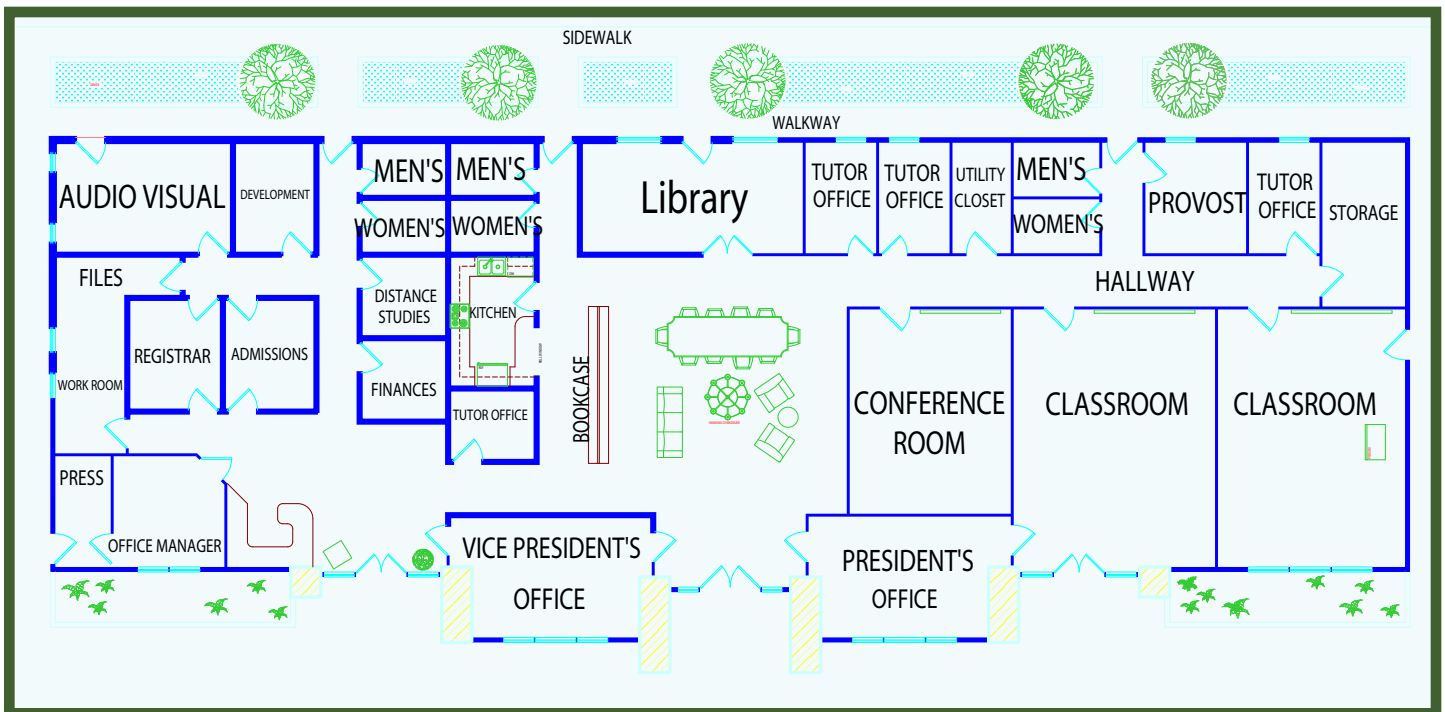 SIDEWALK
WALKWAY
AUDIO VISUAL
DEVELOPMENT
MEN'S
MEN'S
WOMEN'S
WOMEN'S
Library
TUTOR
OFFICE
TUTOR
OFFICE
UTILITY
CLOSET
MEN'S
WOMEN'S
PROVOST
TUTOR
OFFICE
STORAGE
FILES
HALLWAY
DISTANCE
STUDIES
KITCHEN
REGISTRAR
ADMISSIONS
WORK ROOM
FINANCES
TUTOR OFFICE
BOOKCASE
CONFERENCE
ROOM
CLASSROOM
CLASSROOM
PRESS
OFFICE MANAGER
VICE PRESIDENT'S
OFFICE
PRESIDENT'S
OFFICE